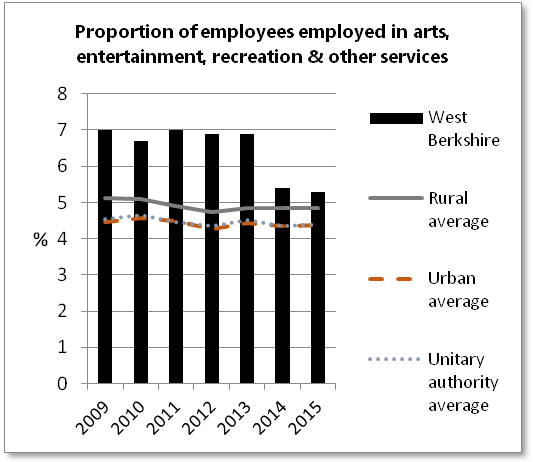 Proportion of employees employed in arts,
entertainment, recreation & other services
8
7
6
5
4
3
2
1
0
%
2009
2010
2011
2012
2013
2014
2015
West
Berkshire
Rural
average
Urban
average
Unitary
authority
average